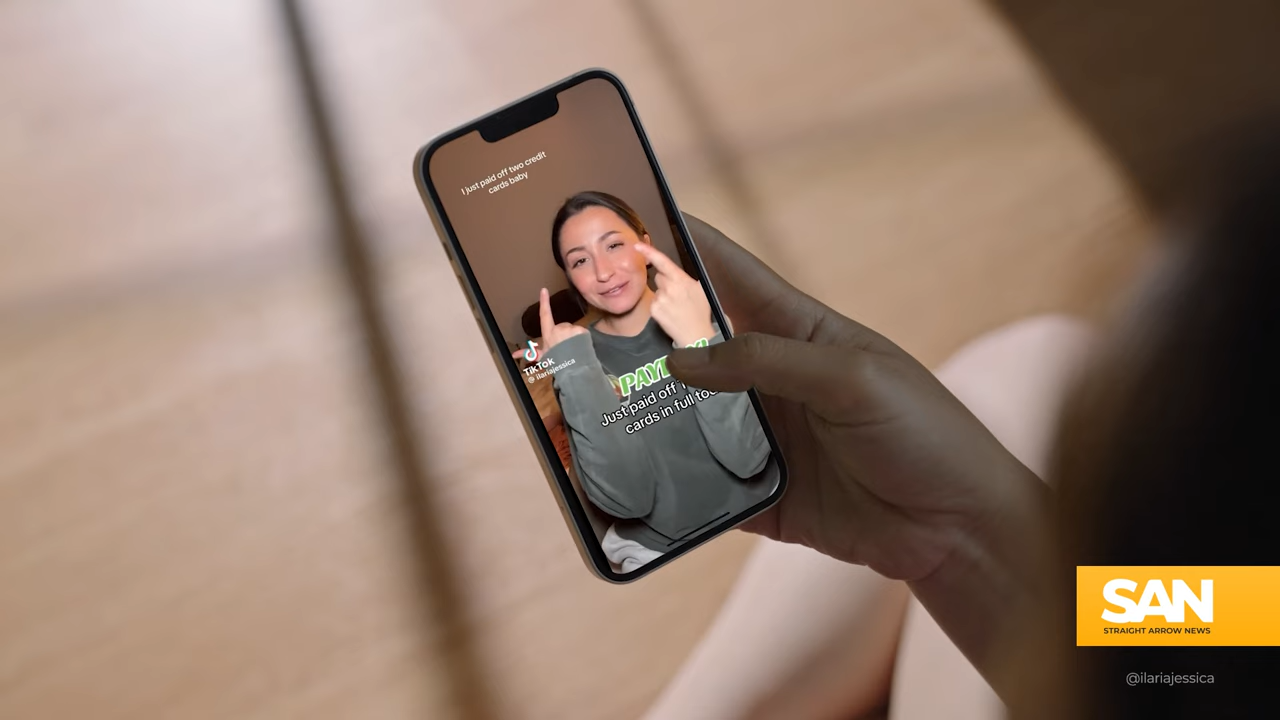 I just paid off two credit
cards baby
TikTok
@ilariajessica
Just paid off
cards in full
SAN
STRAIGHT ARROW NEWS
@ilariajessica